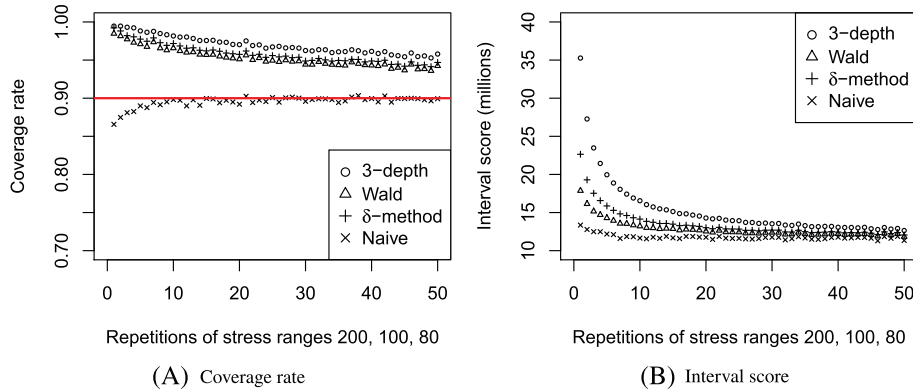 Coverage rate
1.00
0.90
0.80
0.70
3−depth
Wald
δ−method
Naive
0 10 20 30 40 50
Repetitions of stress ranges 200, 100, 80
(A) Coverage rate
Interval score (millions)
40
35
30
25
20
15
10
3−depth
Wald
δ−method
Naive
0 10 20 30 40 50
Repetitions of stress ranges 200, 100, 80
(B) Interval score